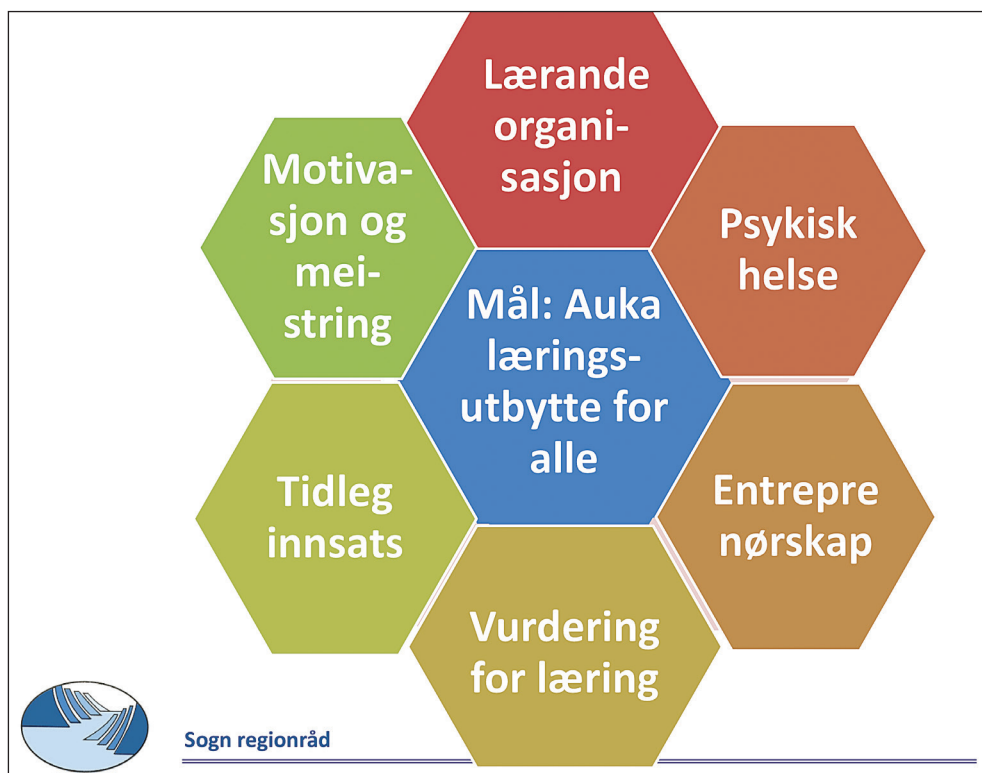 Lærande
organi-
sasjon
Motiva-
sjon og
mei-
string
Psykisk
helse
Mål: Auka
lærings-
utbytte for
alle
Tidleg
innsats
Entrepre
nørskap
Vurdering
for læring
Sogn regionråd